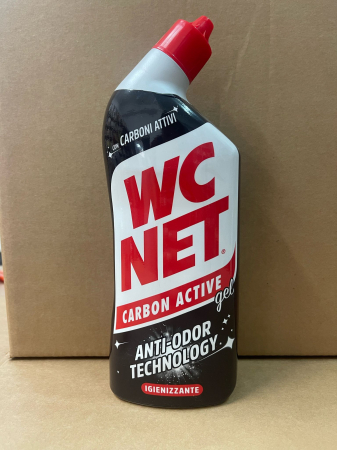 con CARBONI ATTIVI
WC
NET®
CARBON ACTIVE
gel
ANTI-ODOR
TECHNOLOGY
IGIENIZZANTE